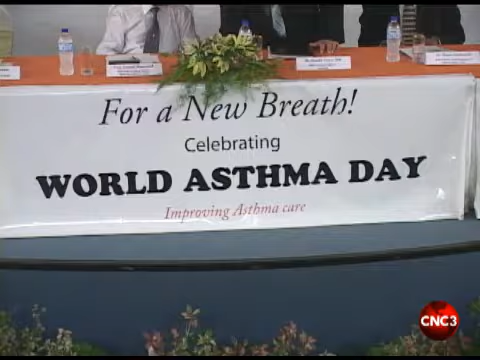 For a New Breath!
Celebrating
WORLD ASTHMA DAY
Improving Asthma care
CNC3